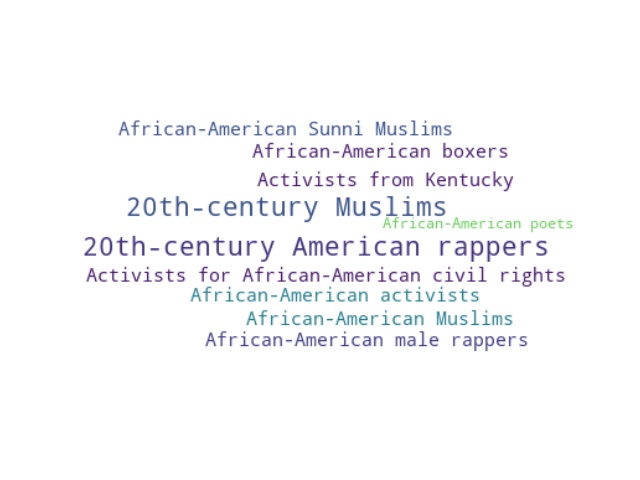 African-American Sunni Muslims
African-American boxers
Activists from Kentucky
20th-century Muslims
African-American poets
20th-century American rappers
Activists for African-American civil rights
African-American activists
African-American Muslims
African-American male rappers